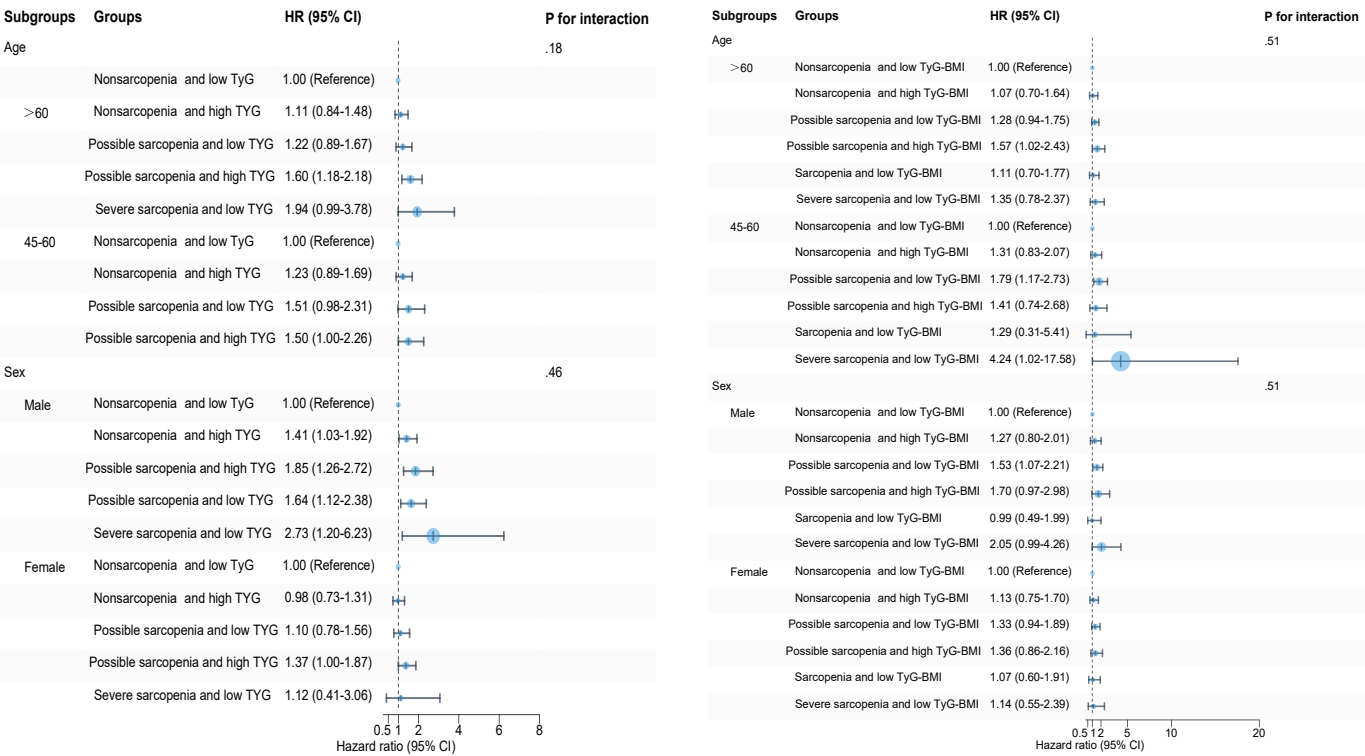 Subgroups Groups HR (95% CI) P for interaction
Age .18
Nonsarcopenia and low TyG 1.00 (Reference)
>60 Nonsarcopenia and high TYG 1.11 (0.84-1.48)
Possible sarcopenia and low TYG 1.22 (0.89-1.67)
Possible sarcopenia and high TYG 1.60 (1.18-2.18)
Severe sarcopenia and low TYG 1.94 (0.99-3.78)
45-60 Nonsarcopenia and low TyG 1.00 (Reference)
Nonsarcopenia and high TYG 1.23 (0.89-1.69)
Possible sarcopenia and low TYG 1.51 (0.98-2.31)
Possible sarcopenia and high TYG 1.50 (1.00-2.26)
Sex .46
Male Nonsarcopenia and low TyG 1.00 (Reference)
Nonsarcopenia and high TYG 1.41 (1.03-1.92)
Possible sarcopenia and high TYG 1.85 (1.26-2.72)
Possible sarcopenia and low TYG 1.64 (1.12-2.38)
Severe sarcopenia and low TYG 2.73 (1.20-6.23)
Female Nonsarcopenia and low TyG 1.00 (Reference)
Nonsarcopenia and high TYG 0.98 (0.73-1.31)
Possible sarcopenia and low TYG 1.10 (0.78-1.56)
Possible sarcopenia and high TYG 1.37 (1.00-1.87)
Severe sarcopenia and low TYG 1.12 (0.41-3.06)
0.5 1 2 4 6 8
Hazard ratio (95% CI)
Subgroups Groups HR (95% CI) P for interaction
Age .51
>60 Nonsarcopenia and low TyG-BMI 1.00 (Reference)
Nonsarcopenia and high TyG-BMI 1.07 (0.70-1.64)
Possible sarcopenia and low TyG-BMI 1.28 (0.94-1.75)
Possible sarcopenia and high TyG-BMI 1.57 (1.02-2.43)
Sarcopenia and low TyG-BMI 1.11 (0.70-1.77)
Severe sarcopenia and low TyG-BMI 1.35 (0.78-2.37)
45-60 Nonsarcopenia and low TyG-BMI 1.00 (Reference)
Nonsarcopenia and high TyG-BMI 1.31 (0.83-2.07)
Possible sarcopenia and low TyG-BMI 1.79 (1.17-2.73)
Possible sarcopenia and high TyG-BMI 1.41 (0.74-2.68)
Sarcopenia and low TyG-BMI 1.29 (0.31-5.41)
Severe sarcopenia and low TyG-BMI 4.24 (1.02-17.58)
Sex .51
Male Nonsarcopenia and low TyG-BMI 1.00 (Reference)
Nonsarcopenia and high TyG-BMI 1.27 (0.80-2.01)
Possible sarcopenia and low TyG-BMI 1.53 (1.07-2.21)
Possible sarcopenia and high TyG-BMI 1.70 (0.97-2.98)
Sarcopenia and low TyG-BMI 0.99 (0.49-1.99)
Severe sarcopenia and low TyG-BMI 2.05 (0.99-4.26)
Female Nonsarcopenia and low TyG-BMI 1.00 (Reference)
Nonsarcopenia and high TyG-BMI 1.13 (0.75-1.70)
Possible sarcopenia and low TyG-BMI 1.33 (0.94-1.89)
Possible sarcopenia and high TyG-BMI 1.36 (0.86-2.16)
Sarcopenia and low TyG-BMI 1.07 (0.60-1.91)
Severe sarcopenia and low TyG-BMI 1.14 (0.55-2.39)
0.5 1 2 5 10 20
Hazard ratio (95% CI)